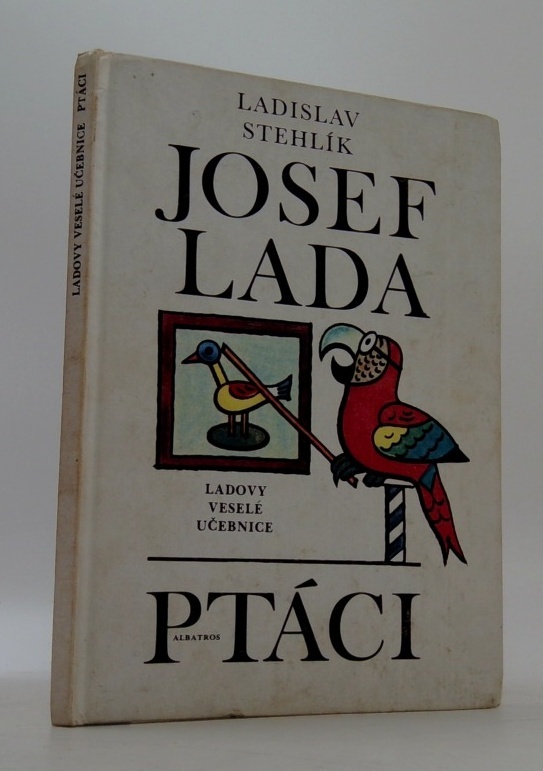 LADOVY VESELÉ UČEBNICE PTÁCI
LADISLAV
STEHLÍK
JOSEF
LADA
LADOVY
VESELÉ
UČEBNICE
PTÁCI
ALBATROS